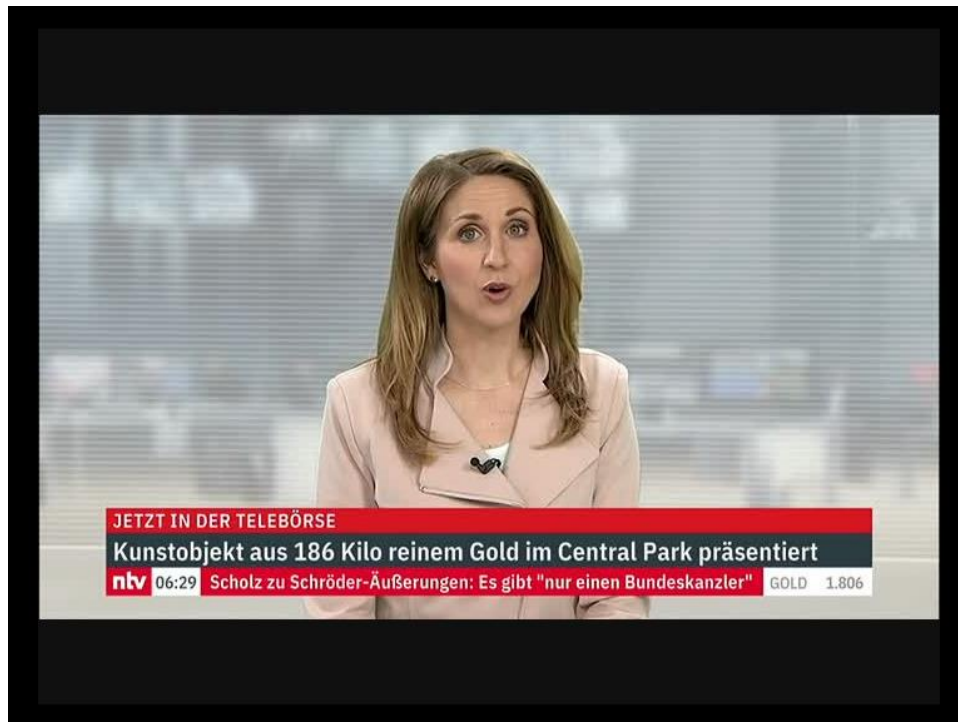 JETZT IN DER TELEBÖRSE
Kunstobjekt aus 186 Kilo reinem Gold im Central Park präsentiert
ntv 06:29 Scholz zu Schröder-Äußerungen: Es gibt "nur einen Bundeskanzler" GOLD 1.806